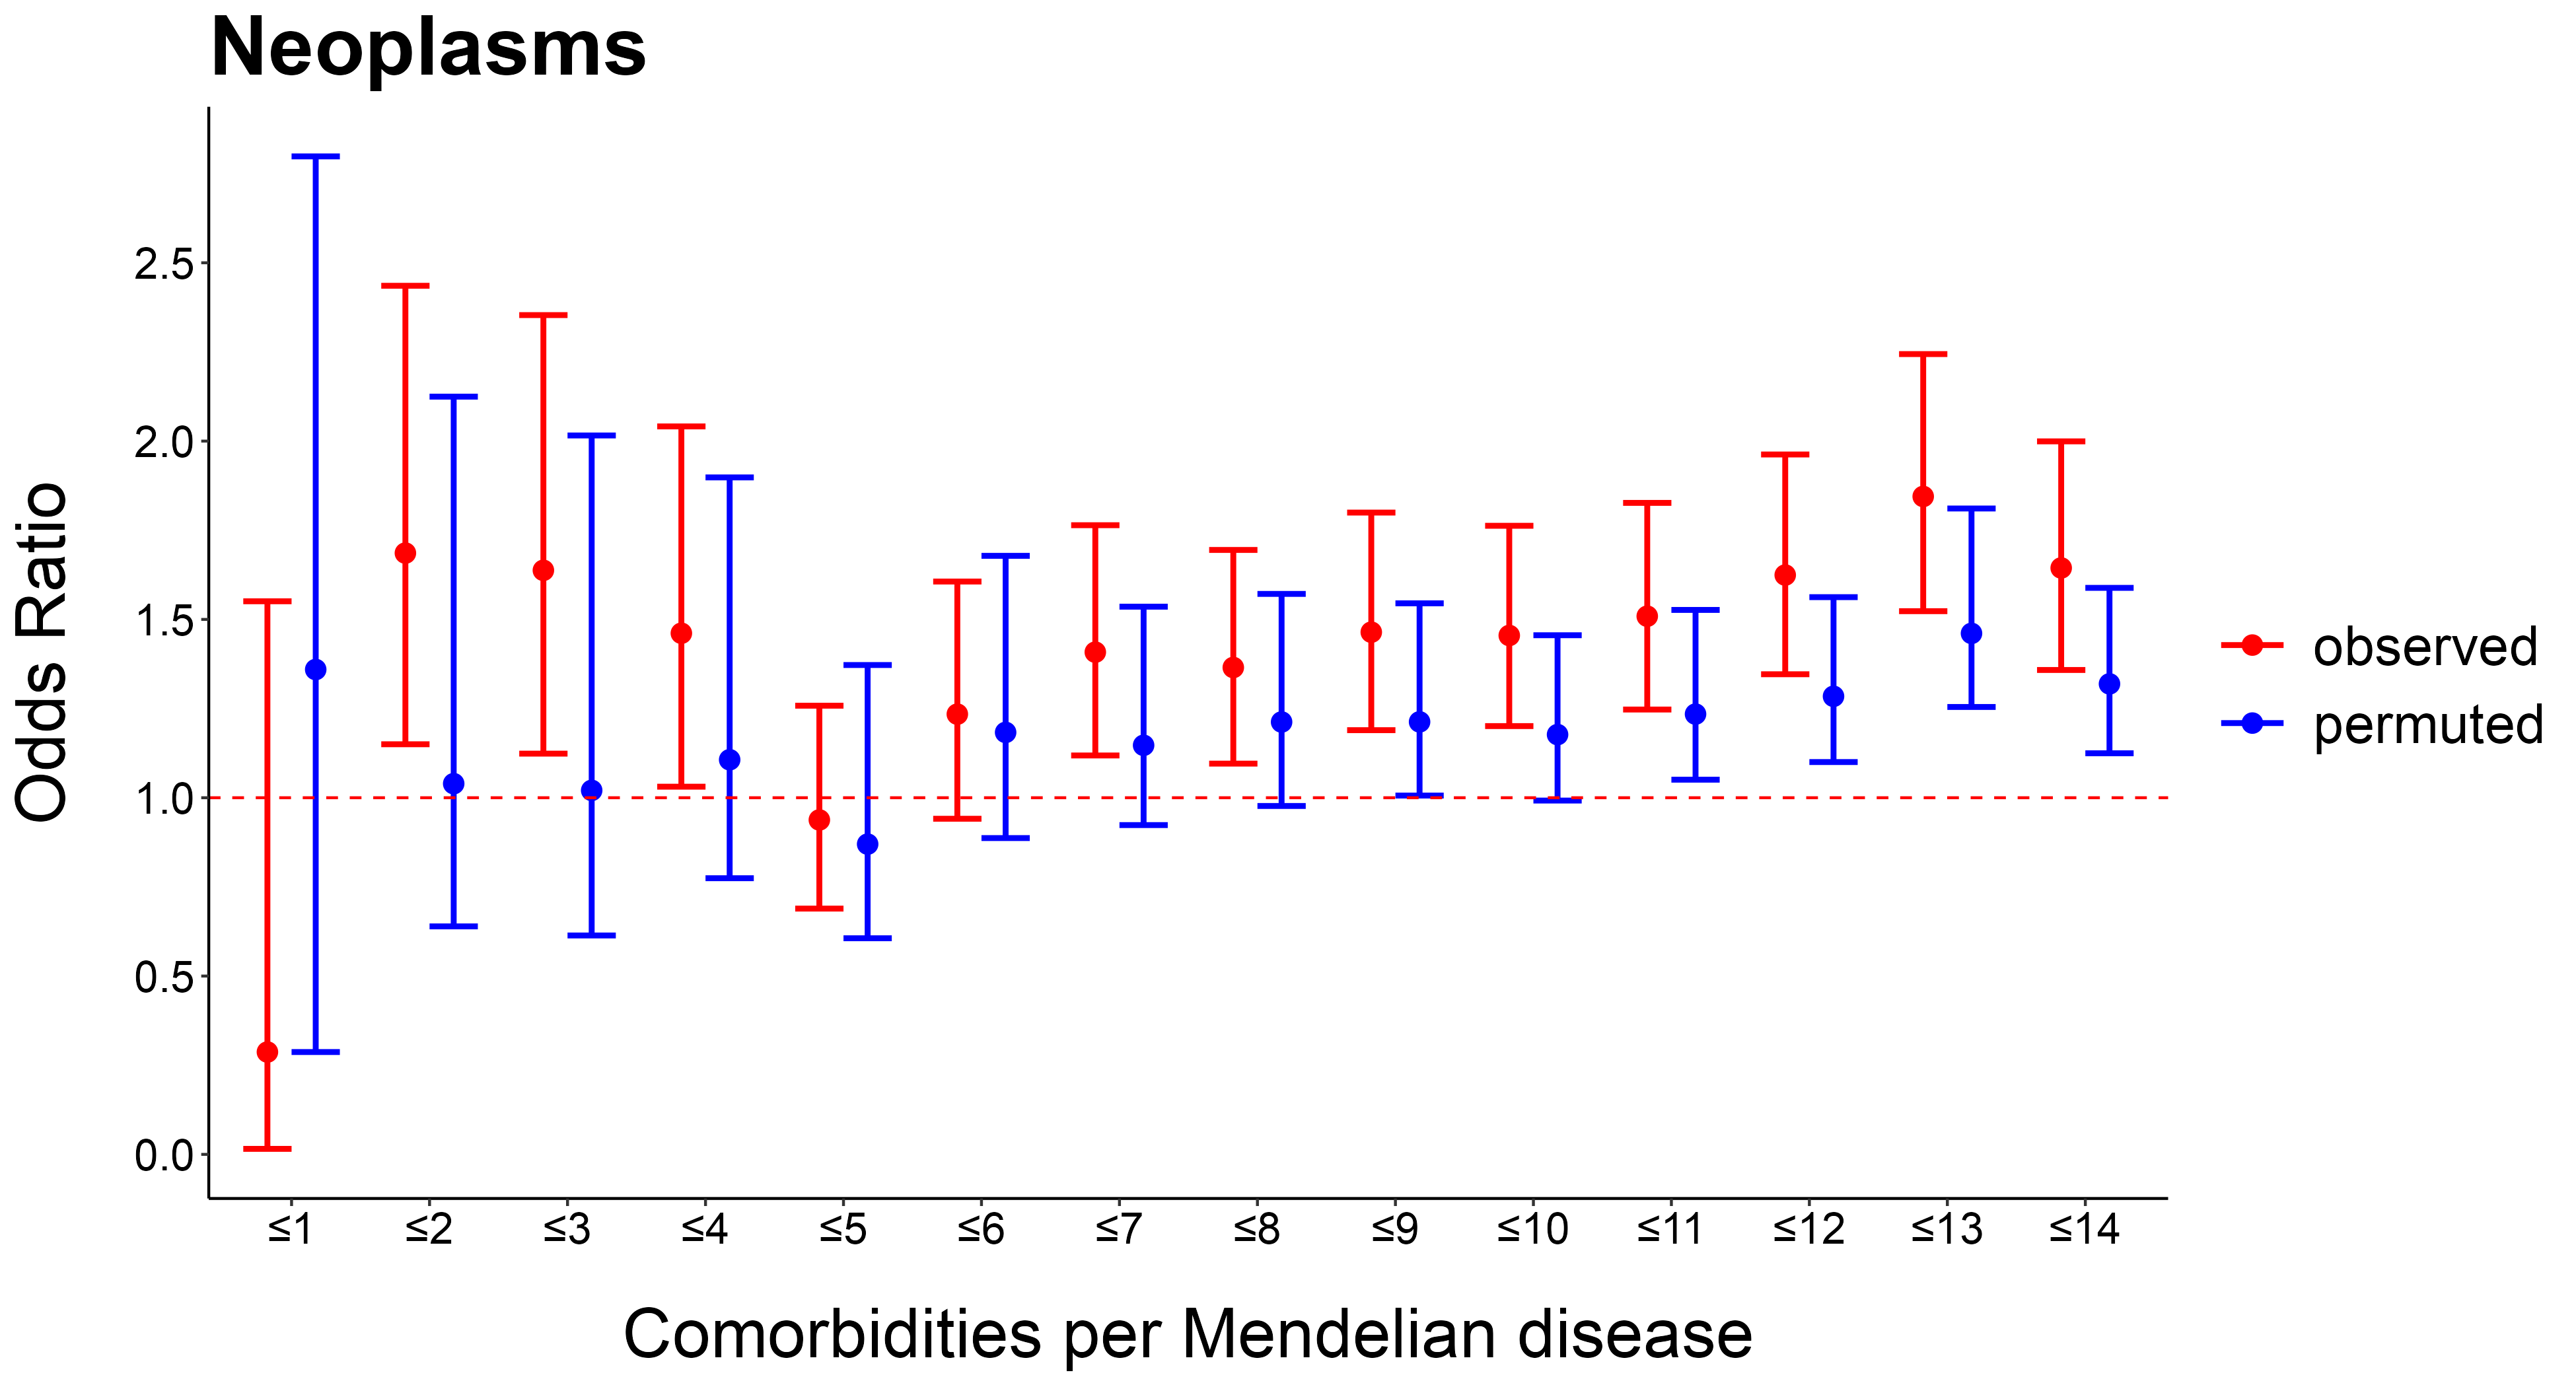 Neoplasms
Odds Ratio
2.5
2.0
1.5
1.0
0.5
0.0
≤1 ≤2 ≤3 ≤4 ≤5 ≤6 ≤7 ≤8 ≤9 ≤10 ≤11 ≤12 ≤13 ≤14
Comorbidities per Mendelian disease
observed
permuted